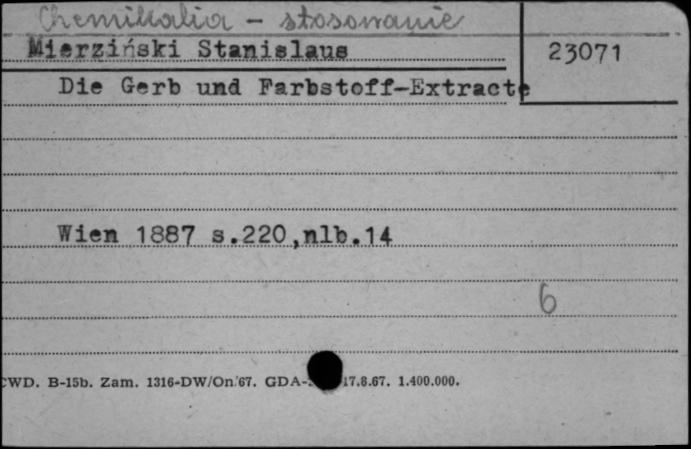 Chemikalia - stosowanie
Mierziński Stanislaus
23071
Die Gerb und Farbstoff-Extracte
Wien 1887 s.220,nlb.14
6
CWD. B-15b. Zam. 1316-DW/On/67. GDA- 17.8.67. 1.400.000.